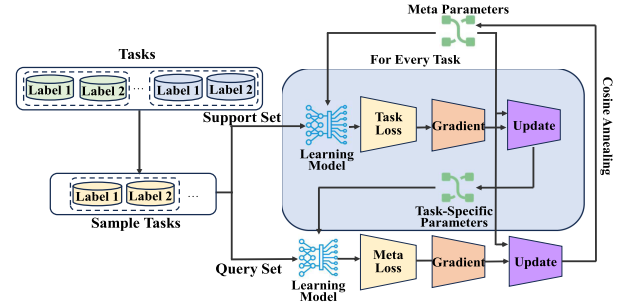 Meta Parameters
Tasks
For Every Task
Label 1
Label 2
...
Label 1
Label 2
Support Set
Task
Loss
Gradient
Update
Learning
Model
Cosine Annealing
Label 1
Label 2
...
Sample Tasks
Task-Specific
Parameters
Query Set
Learning
Model
Meta
Loss
Gradient
Update